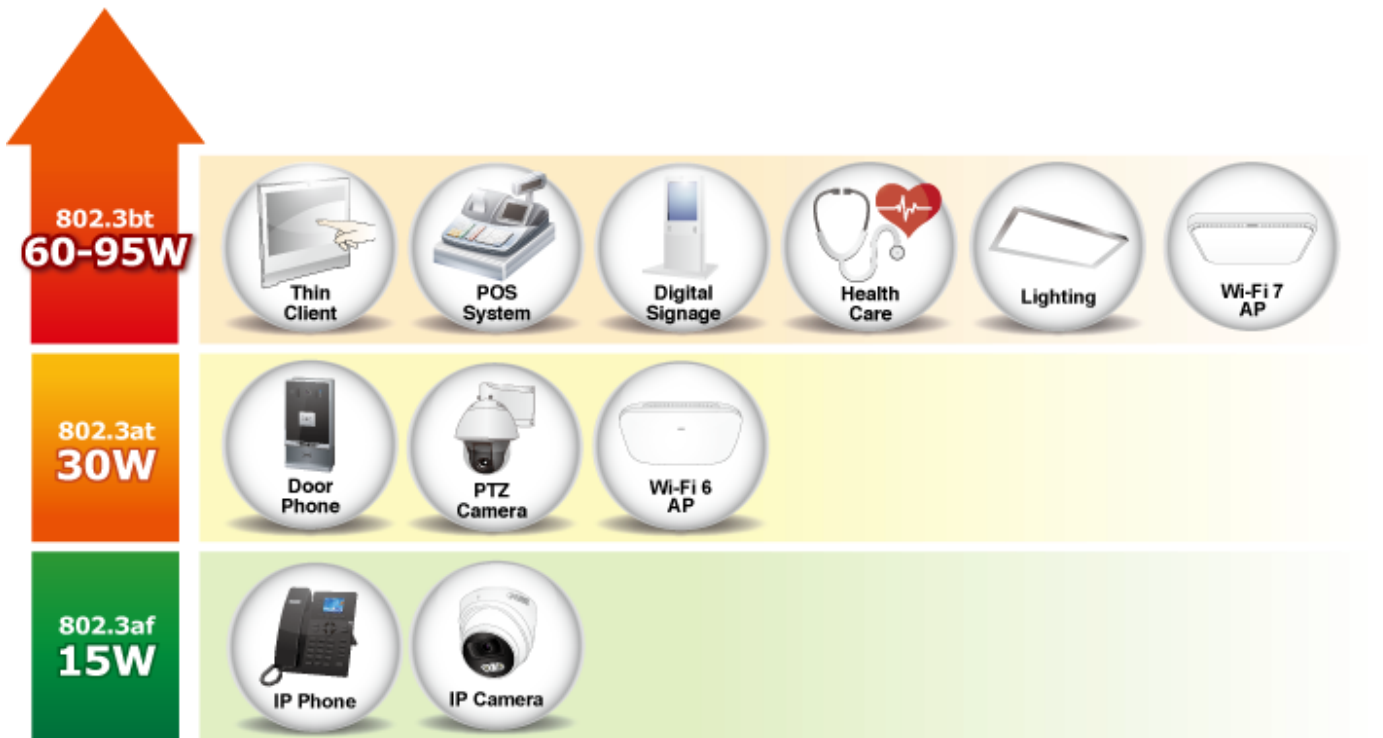 802.3bt
60-95W
Thin
Client
POS
System
Digital
Signage
Health
Care
Lighting
Wi-Fi 7
AP
802.3at
30W
Door
Phone
PTZ
Camera
Wi-Fi 6
AP
802.3af
15W
IP Phone
IP Camera